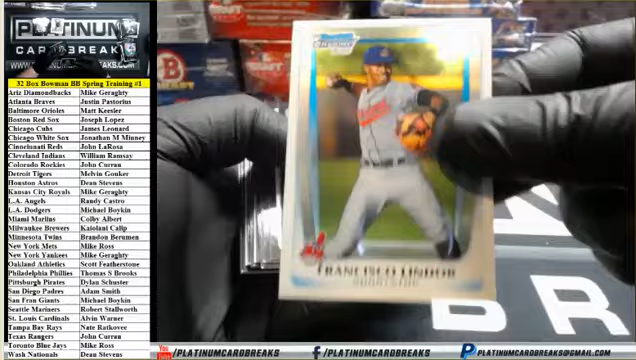 PLATINUM
CARDBREAKS
WWW.
32 Box Bowman BB Spring Training #1
Ariz Diamondbacks Mike Geraghty
Atlanta Braves Justin Pastorius
Baltimore Orioles Matt Keesler
Boston Red Sox Joseph Lopez
Chicago Cubs James Leonard
Chicago White Sox Jonathan M Minney
Cincinnati Reds John LaRosa
Cleveland Indians William Ramsay
Colorado Rockies John Curran
Detroit Tigers Melvin Gouker
Houston Astros Dean Stevens
Kansas City Royals Mike Geraghty
L.A. Angels Randy Castro
L.A. Dodgers Michael Boykin
Miami Marlins Colby Albert
Milwaukee Brewers Kaiolani Calip
Minnesota Twins Brandon Berumen
New York Mets Mike Ross
New York Yankees Mike Geraghty
Oakland Athletics Scott Featherstone
Philadelphia Phillies Thomas S Brooks
Pittsburg Pirates Dylan Schuster
San Diego Padres Adam Smith
San Fran Giants Michael Boykin
Seattle Mariners Robert Stallworth
St. Louis Cardinals Alvin Warner
Tampa Bay Rays Nate Ratkovec
Texas Rangers John Curran
Toronto Blue Jays Mike Ross
Wash Nationals Dean Stevens
CHROME
FRANCISCO LINDOR
SHORTSTOP
B R
You Tube /PLATINUMCARDBREAKS f /PLATINUMCARDBREAKS P PLATINUMCARDBREAKS@GMAIL.COM